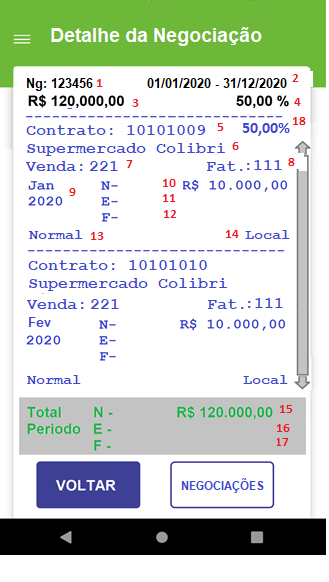 Detalhe da Negociação
Ng: 123456 1 01/01/2020 - 31/12/2020 2
R$ 120,000,00 3 50,00 % 4
Contrato: 10101009 5 50,00% 18
Supermercado Colibri 6
Venda: 221 7 Fat.:111 8
Jan 9 N- 10 R$ 10.000,00
2020 E- 11
F- 12
Normal 13 14 Local
Contrato: 10101010
Supermercado Colibri
Venda: 221 Fat.:111
Fev N- R$ 10.000,00
2020 E-
F-
Normal Local
Total N - R$ 120.000,00 15
Periodo E - 16
F - 17
VOLTAR NEGOCIAÇÕES